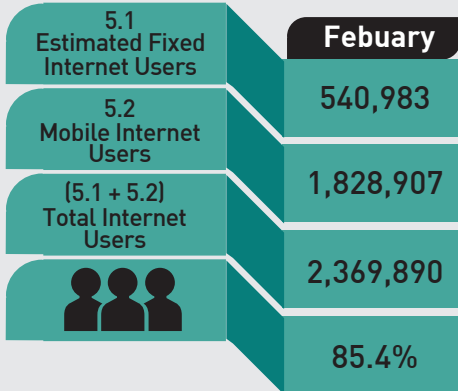 5.1
Estimated Fixed
Internet Users
Febuary
540,983
5.2
Mobile Internet
Users
1,828,907
(5.1 + 5.2)
Total Internet
Users
2,369,890
85.4%